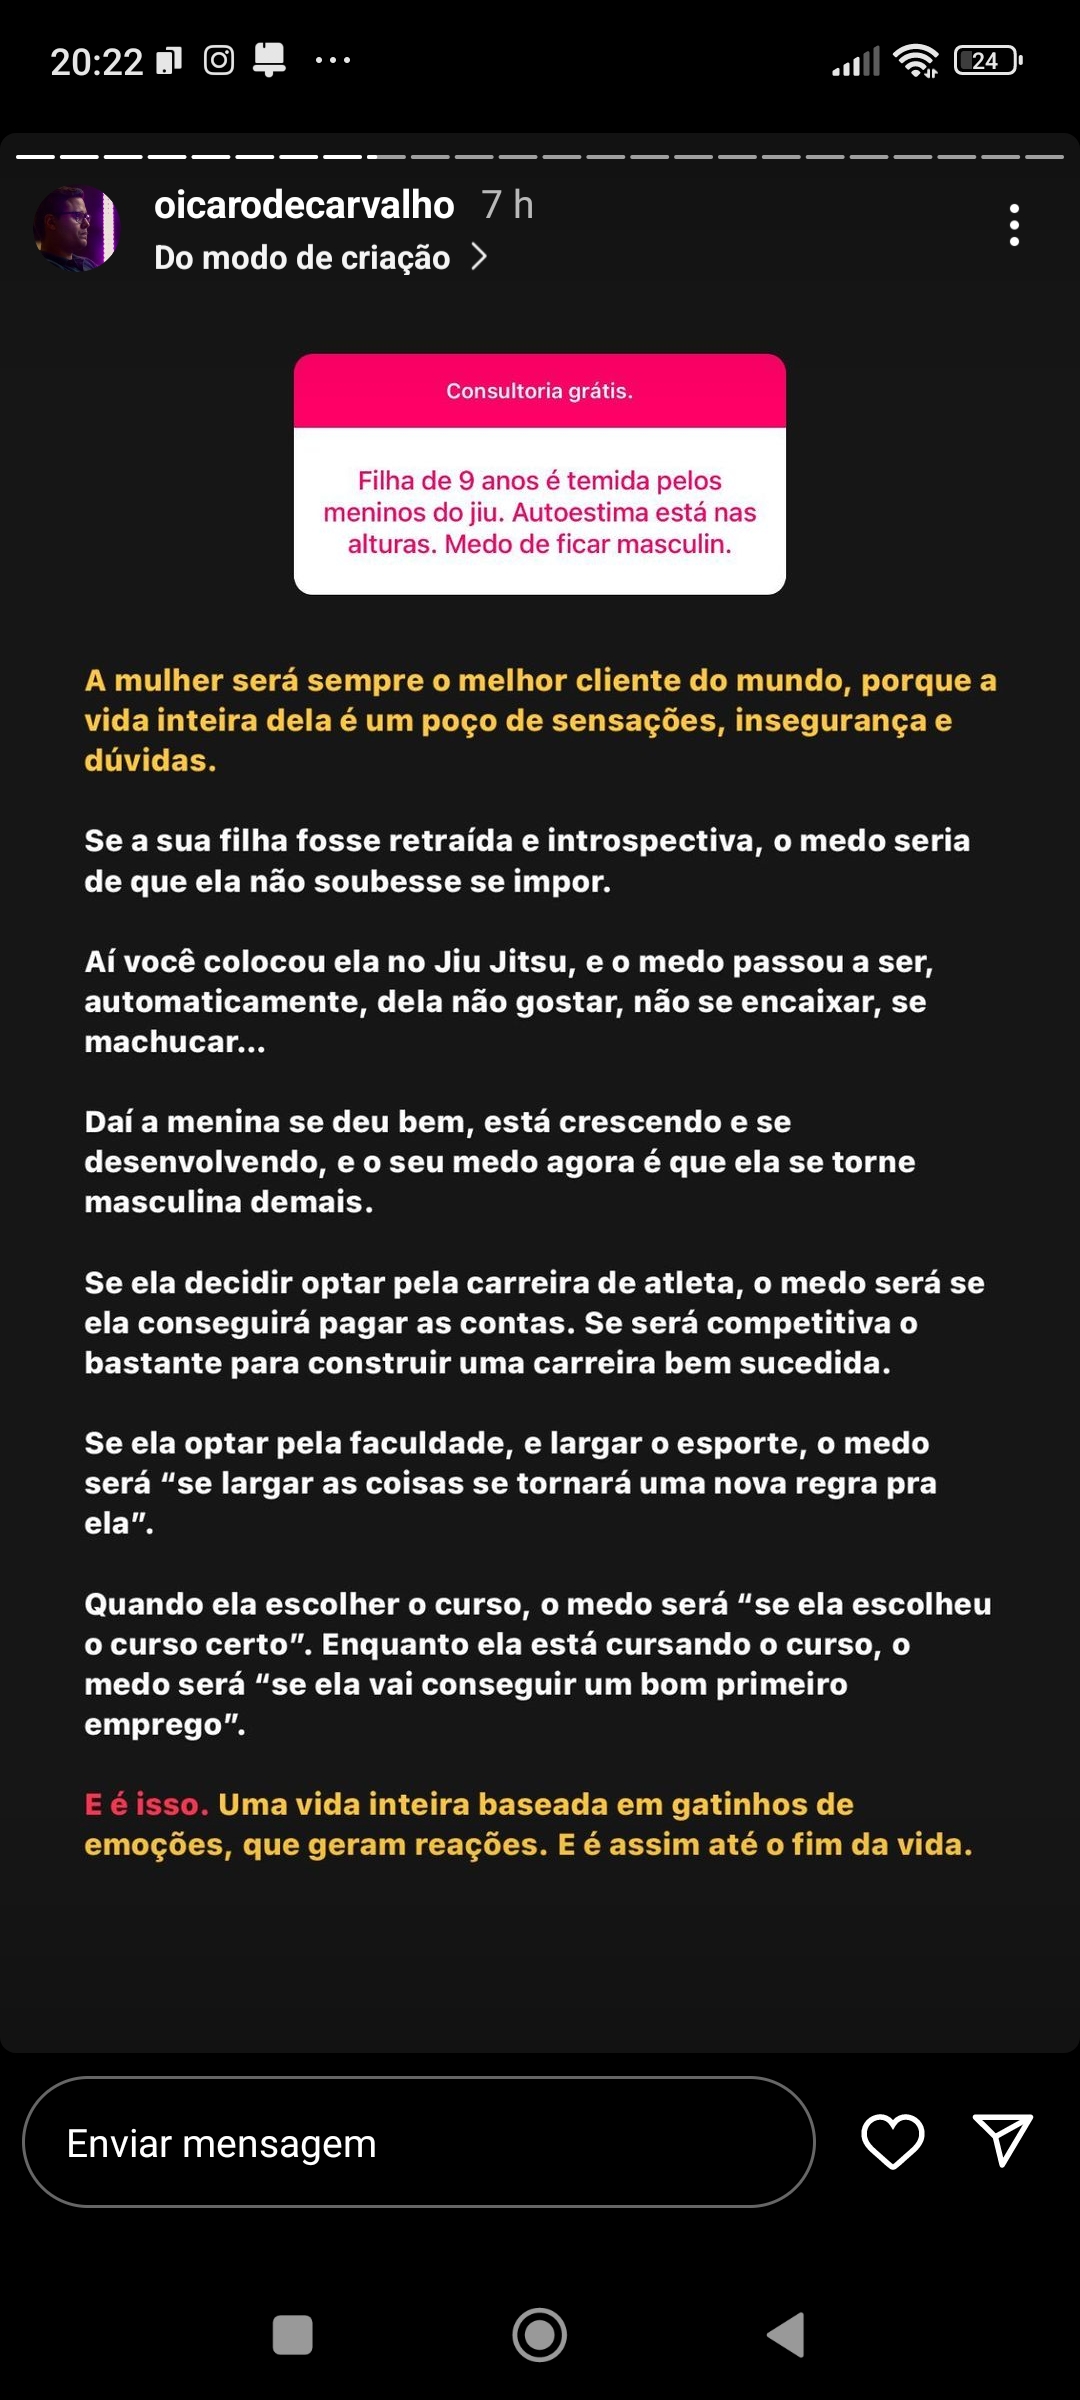 20:22
24
oicarodecarvalho 7 h
Do modo de criação
Consultoria grátis.
Filha de 9 anos é temida pelos
meninos do jiu. Autoestima está nas
alturas. Medo de ficar masculin.
A mulher será sempre o melhor cliente do mundo, porque a
vida inteira dela é um poço de sensações, insegurança e
dúvidas.
Se a sua filha fosse retraída e introspectiva, o medo seria
de que ela não soubesse se impor.
Aí você colocou ela no Jiu Jitsu, e o medo passou a ser,
automaticamente, dela não gostar, não se encaixar, se
machucar...
Daí a menina se deu bem, está crescendo e se
desenvolvendo, e o seu medo agora é que ela se torne
masculina demais.
Se ela decidir optar pela carreira de atleta, o medo será se
ela conseguirá pagar as contas. Se será competitiva o
bastante para construir uma carreira bem sucedida.
Se ela optar pela faculdade, e largar o esporte, o medo
será “se largar as coisas se tornará uma nova regra pra
ela”.
Quando ela escolher o curso, o medo será “se ela escolheu
o curso certo”. Enquanto ela está cursando o curso, o
medo será “se ela vai conseguir um bom primeiro
emprego”.
E é isso. Uma vida inteira baseada em gatinhos de
emoções, que geram reações. E é assim até o fim da vida.
Enviar mensagem